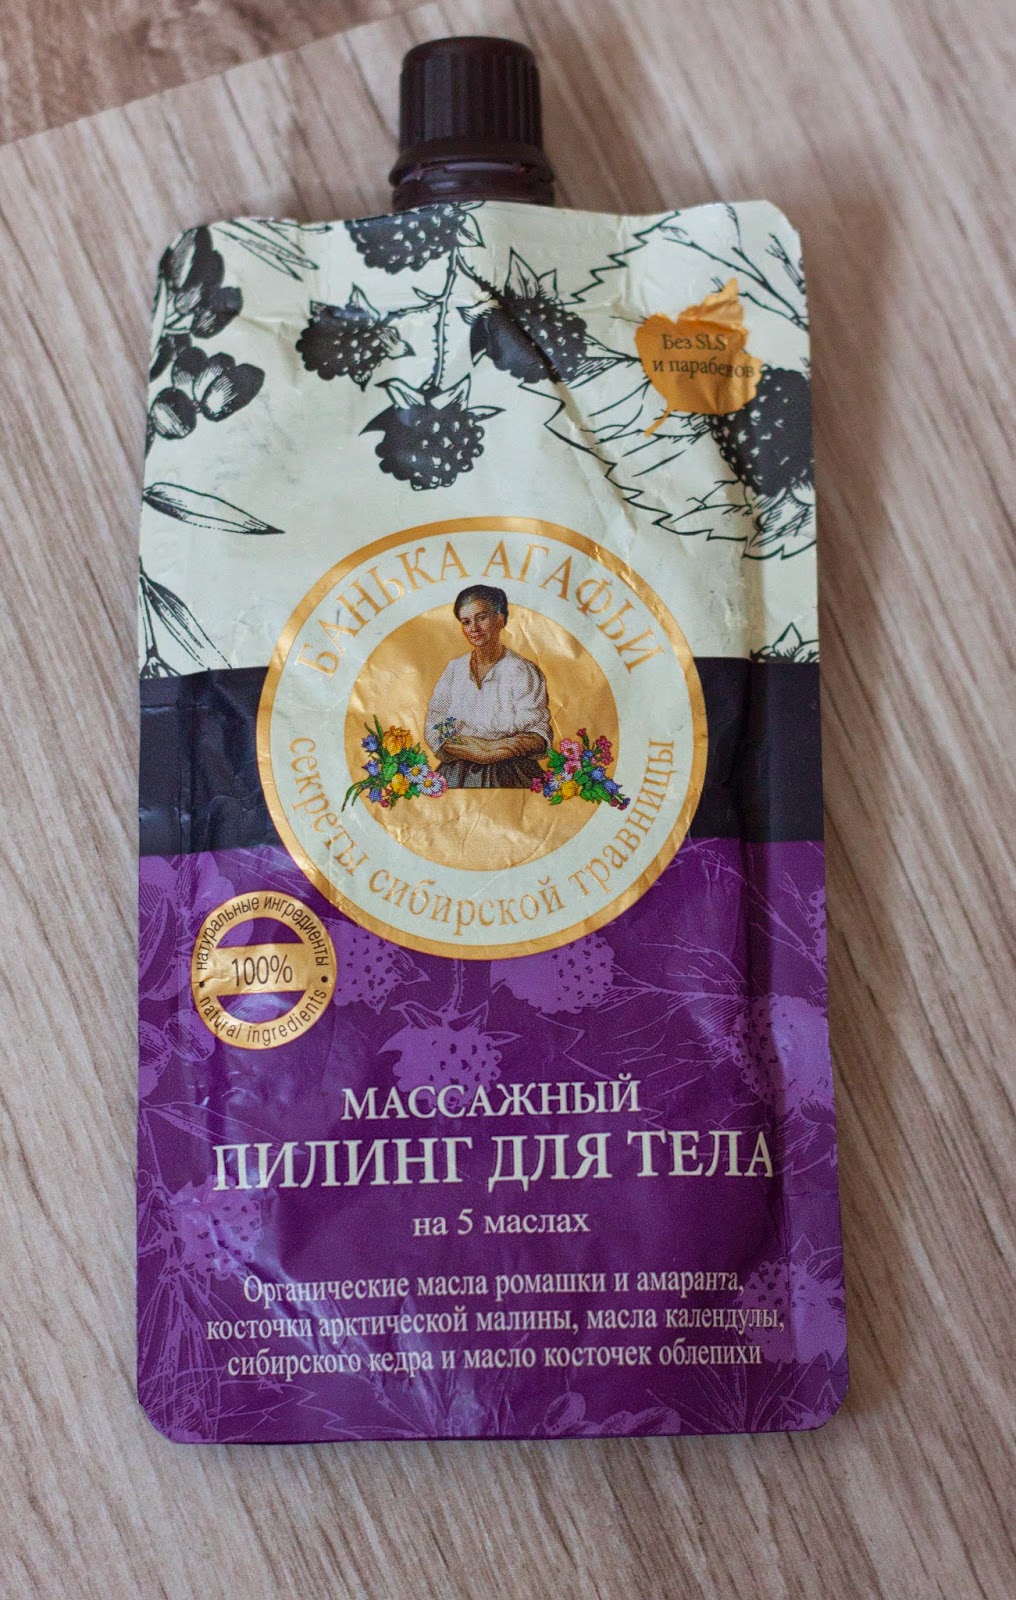 Без SLS
и парабенов
БАНЬКА АГАФЬИ
секреты сибирской травницы
натуральные ингредиенты
100%
natural ingredients
МАССАЖНЫЙ
ПИЛИНГ ДЛЯ ТЕЛА
на 5 маслах
Органические масла ромашки и амаранта,
косточки арктической малины, масла календулы,
сибирского кедра и масло косточек облепихи